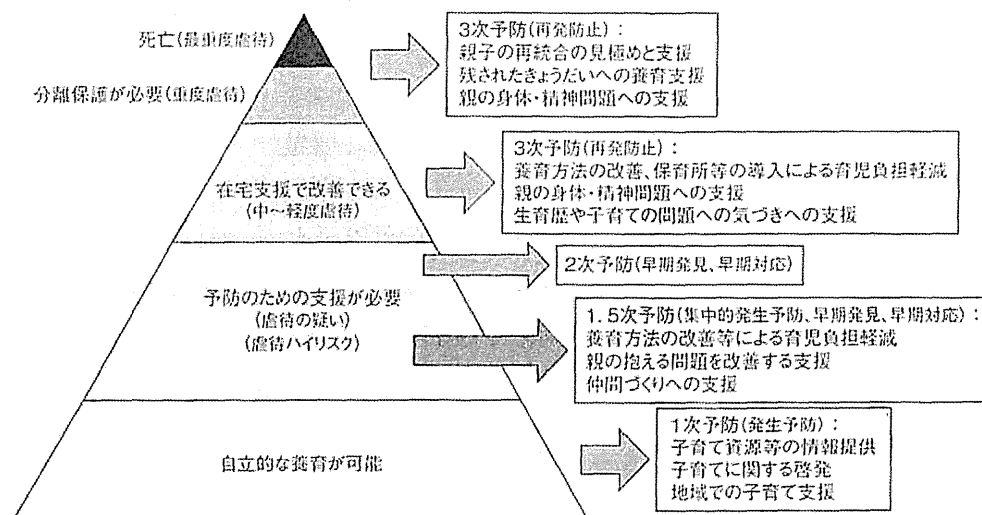 死亡(最重度虐待)
3次予防(再発防止)：
親子の再統合の見極めと支援
残されたきょうだいへの養育支援
親の身体・精神問題への支援
分離保護が必要(重度虐待)
3次予防(再発防止)：
養育方法の改善、保育所等の導入による育児負担軽減
親の身体・精神問題への支援
生育歴や子育ての問題への気づきへの支援
在宅支援で改善できる
(中～軽度虐待)
2次予防(早期発見、早期対応)
予防のための支援が必要
(虐待の疑い)
(虐待ハイリスク)
1.5次予防(集中的発生予防、早期発見、早期対応)：
養育方法の改善等による育児負担軽減
親の抱える問題を改善する支援
仲間づくりへの支援
自立的な養育が可能
1次予防(発生予防)：
子育て資源等の情報提供
子育てに関する啓発
地域での子育て支援